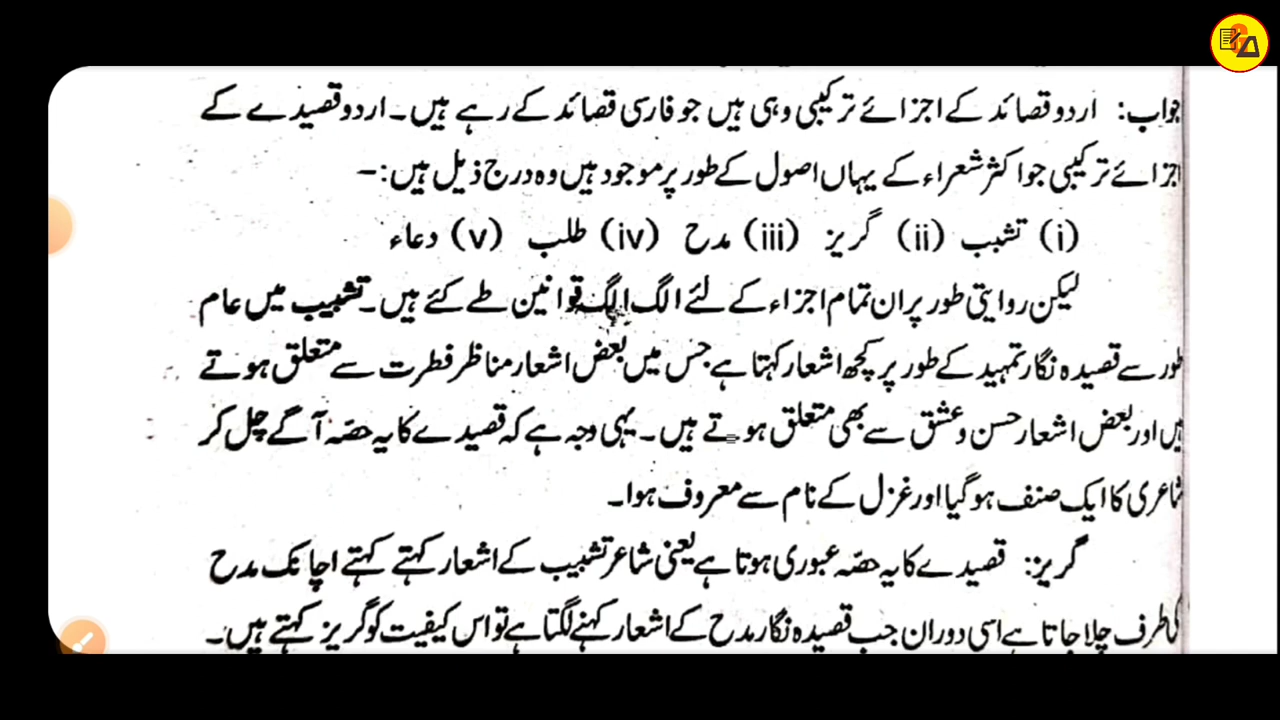 جواب: اردو قصائد کے اجزائے ترکیبی وہی ہیں جو فارسی قصائد کے رہے ہیں۔ اردو قصیدے کے
اجزائے ترکیبی جو اکثر شعراء کے یہاں اصول کے طور پر موجود ہیں وہ درج ذیل ہیں:–
(i) تشبب (ii) گریز (iii) مدح (iv) طلب (v) دعاء
لیکن روایتی طور پر ان تمام اجزاء کے لئے الگ الگ قوانین طے کئے ہیں۔ تشبیب میں عام
طور سے قصیدہ نگار تمہید کے طور پر کچھ اشعار کہتا ہے جس میں بعض اشعار مناظر فطرت سے متعلق ہوتے
ہیں اور بعض اشعار حسن و عشق سے بھی متعلق ہوتے ہیں۔ یہی وجہ ہے کہ قصیدے کا یہ حصّہ آگے چل کر
شاعری کا ایک صنف ہو گیا اور غزل کے نام سے معروف ہوا۔
گریز: قصیدے کا یہ حصّہ عبوری ہوتا ہے یعنی شاعر تشبیب کے اشعار کہتے کہتے اچانک مدح
کی طرف چلا جاتا ہے اسی دوران جب قصیدہ نگار مدح کے اشعار کہنے لگتا ہے تو اس کیفیت کو گریز کہتے ہیں۔